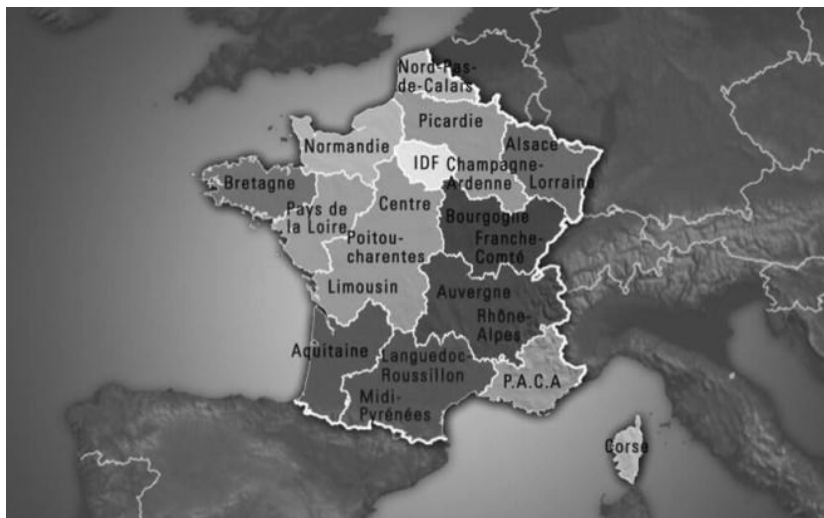 Nord-Pas-
de-Calais
Picardie
Normandie
IDF
Champagne-
Ardenne
Alsace
Lorraine
Bretagne
Pays de
la Loire
Centre
Bourgogne
Franche-
Comté
Poitou-
charentes
Limousin
Auvergne
Rhône-
Alpes
Aquitaine
Languedoc-
Roussillon
Midi-
Pyrénées
P.A.C.A
Corse